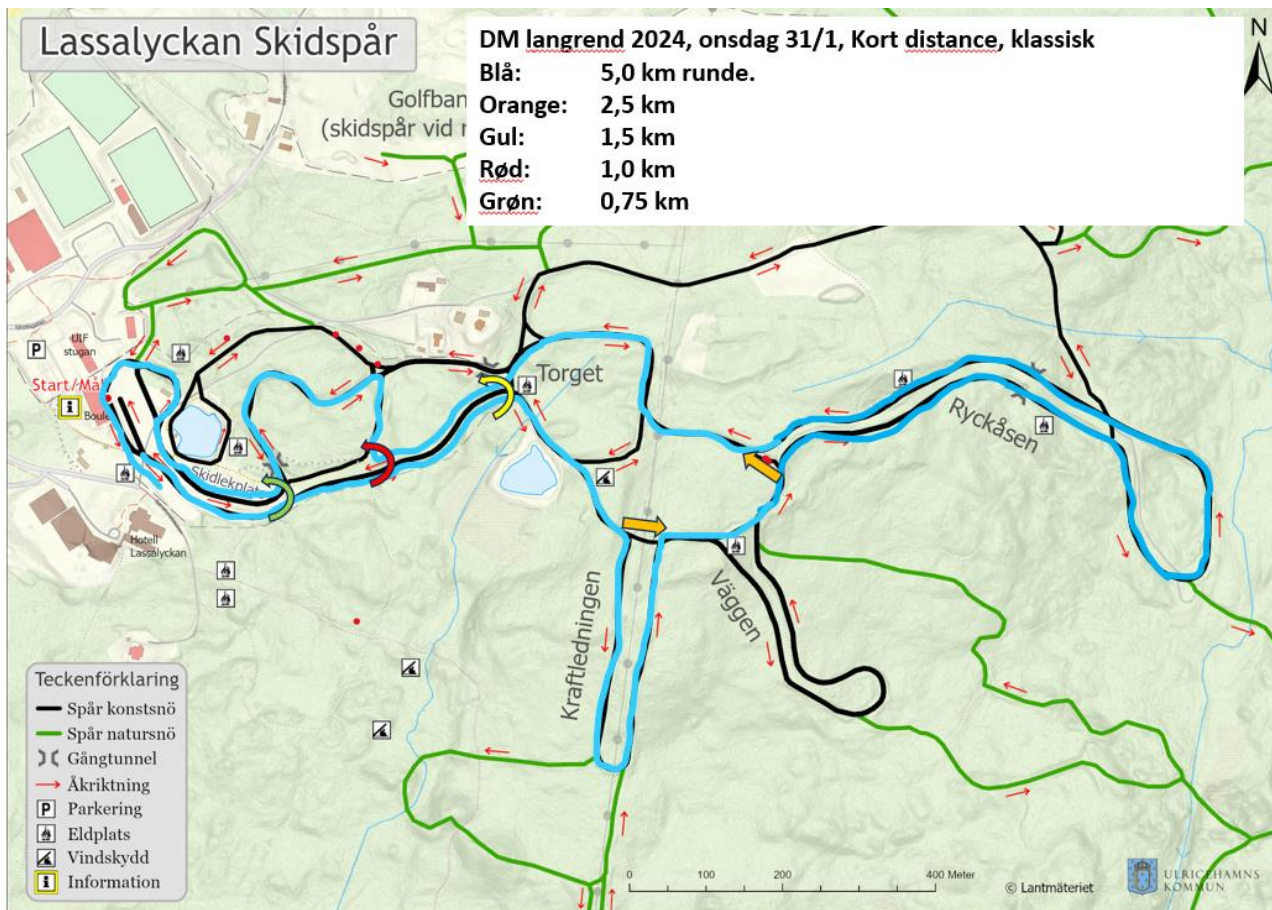 Lassalyckan Skidspår
DM langrend 2024, onsdag 31/1, Kort distance, klassisk
Blå: 5,0 km runde.
Orange: 2,5 km
Gul: 1,5 km
Rød: 1,0 km
Grøn: 0,75 km
N
Golfban
(skidspår vid
ULF
stugan
P
Start/Mål
i
Boule
Torget
Ryckåsen
Skidlekplats
Hotell
Lassalyckan
Kraftledningen
Väggen
Teckenförklaring
Spår konstsnö
Spår natursnö
Gångtunnel
Åkriktning
P Parkering
Eldplats
Vindskydd
i Information
0 100 200 400 Meter
© Lantmäteriet
ULRICEHAMNS
KOMMUN